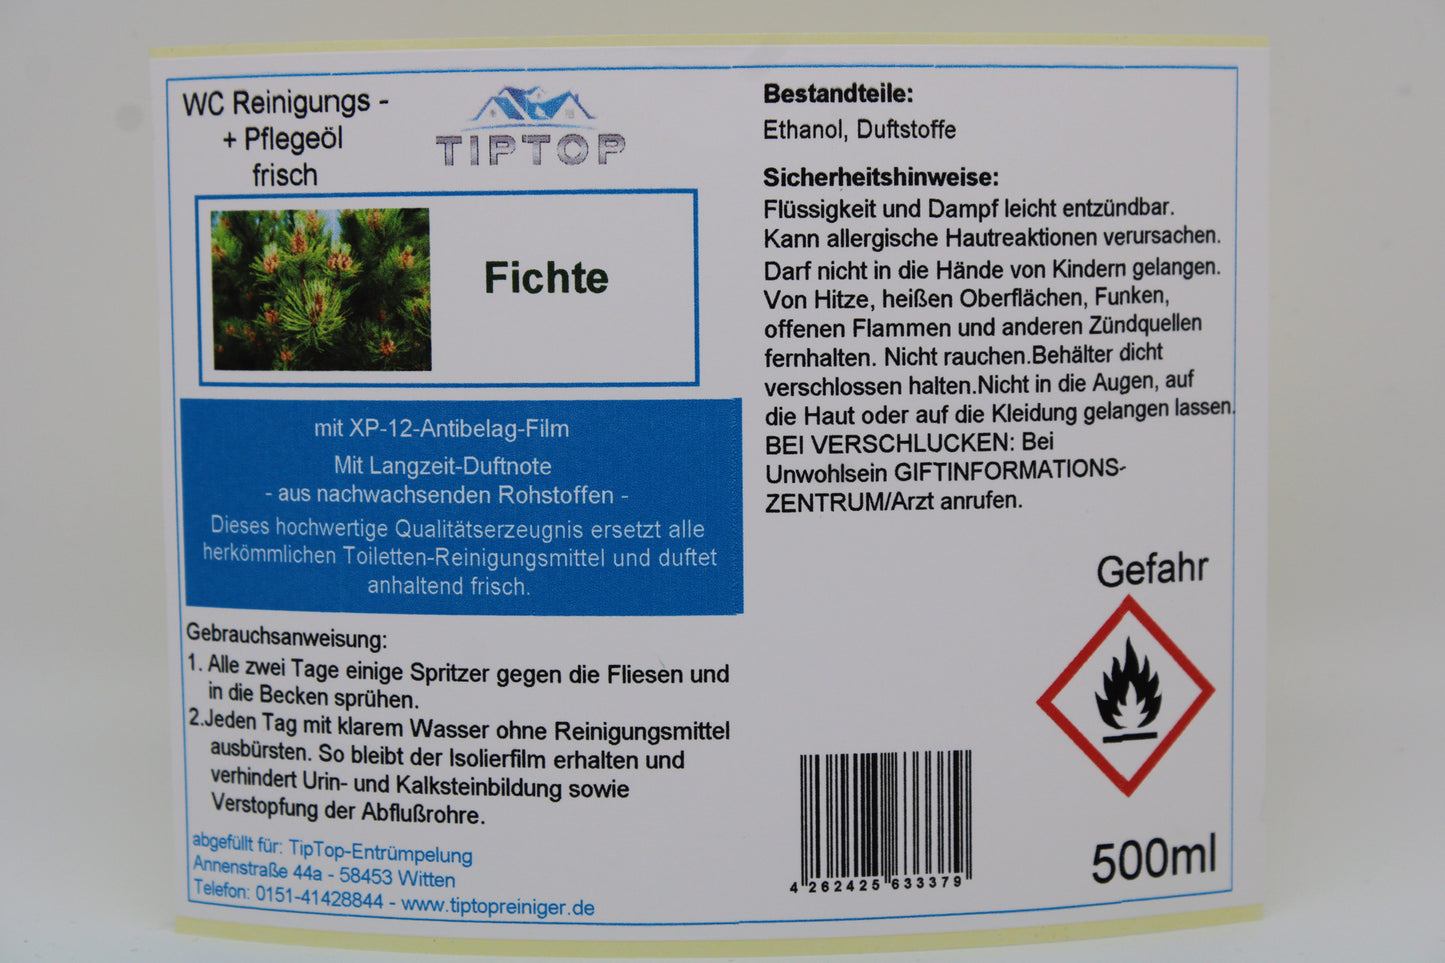 WC Reinigungs -
+ Pflegeöl
frisch
TIPTOP
Fichte
mit XP-12-Antibelag-Film
Mit Langzeit-Duftnote
- aus nachwachsenden Rohstoffen -
Dieses hochwertige Qualitätserzeugnis ersetzt alle
herkömmlichen Toiletten-Reinigungsmittel und duftet
anhaltend frisch.
Gebrauchsanweisung:
1. Alle zwei Tage einige Spritzer gegen die Fliesen und
in die Becken sprühen.
2.Jeden Tag mit klarem Wasser ohne Reinigungsmittel
ausbürsten. So bleibt der Isolierfilm erhalten und
verhindert Urin- und Kalksteinbildung sowie
Verstopfung der Abflußrohre.
abgefüllt für: TipTop-Entrümpelung
Annenstraße 44a - 58453 Witten
Telefon: 0151-41428844 - www.tiptopreiniger.de
Bestandteile:
Ethanol, Duftstoffe
Sicherheitshinweise:
Flüssigkeit und Dampf leicht entzündbar.
Kann allergische Hautreaktionen verursachen.
Darf nicht in die Hände von Kindern gelangen.
Von Hitze, heißen Oberflächen, Funken,
offenen Flammen und anderen Zündquellen
fernhalten. Nicht rauchen.Behälter dicht
verschlossen halten.Nicht in die Augen, auf
die Haut oder auf die Kleidung gelangen lassen.
BEI VERSCHLUCKEN: Bei
Unwohlsein GIFTINFORMATIONS-
ZENTRUM/Arzt anrufen.
Gefahr
4 262425 633379
500ml